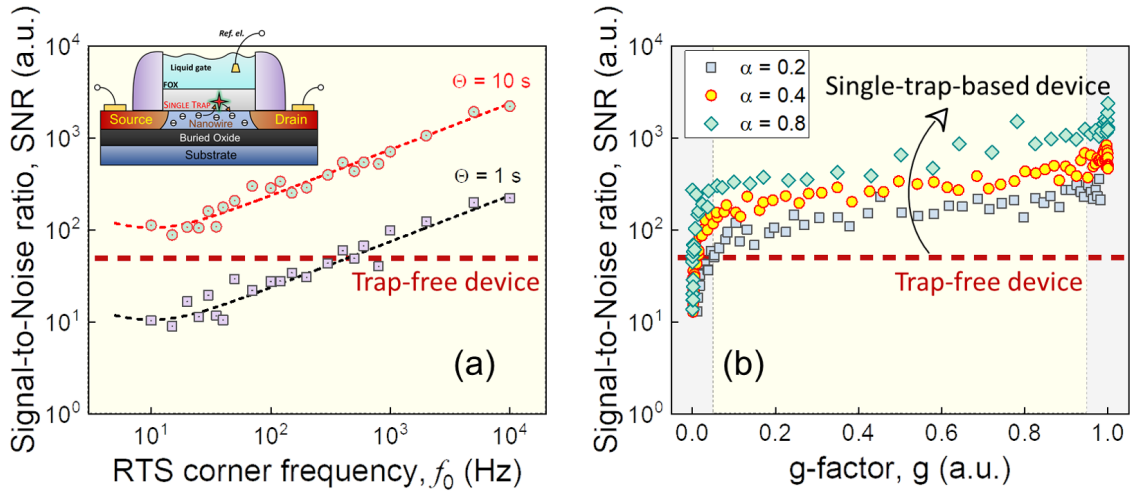 Signal-to-Noise ratio, SNR (a.u.)
10⁴
10³
10²
10¹
10⁰
Ref. el.
Liquid gate
FOX
SINGLE TRAP
Source
Nanowire
Drain
Buried Oxide
Substrate
Θ = 10 s
Θ = 1 s
Trap-free device
(a)
10¹
10²
10³
10⁴
RTS corner frequency, f₀ (Hz)
Signal-to-Noise ratio, SNR (a.u.)
10⁴
10³
10²
10¹
10⁰
α = 0.2
α = 0.4
α = 0.8
Single-trap-based device
Trap-free device
(b)
0.0
0.2
0.4
0.6
0.8
1.0
g-factor, g (a.u.)